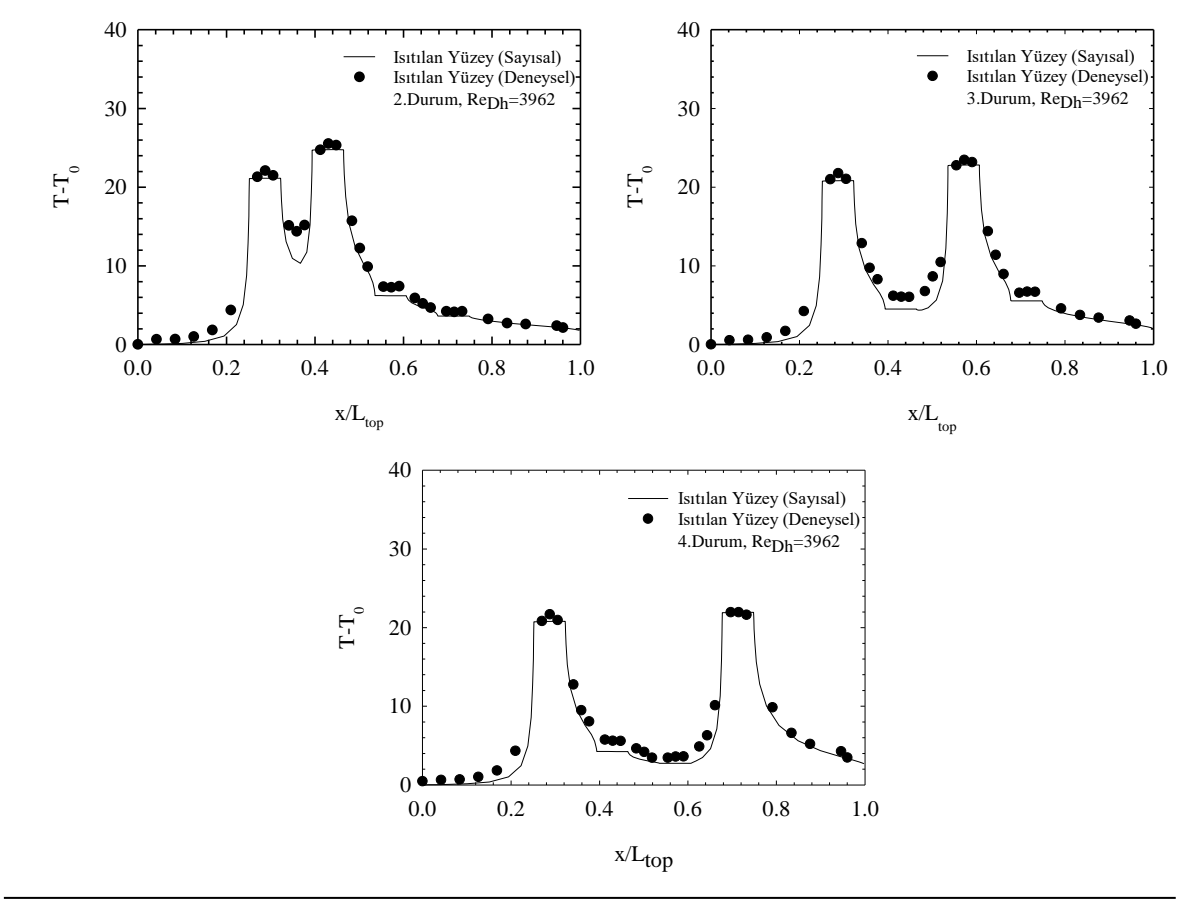 40
30
20
10
0
T-T0
Isıtılan Yüzey (Sayısal)
Isıtılan Yüzey (Deneysel)
2.Durum, ReDh=3962
0.0 0.2 0.4 0.6 0.8 1.0
x/Ltop
40
30
20
10
0
T-T0
Isıtılan Yüzey (Sayısal)
Isıtılan Yüzey (Deneysel)
3.Durum, ReDh=3962
0.0 0.2 0.4 0.6 0.8 1.0
x/Ltop
40
30
20
10
0
T-T0
Isıtılan Yüzey (Sayısal)
Isıtılan Yüzey (Deneysel)
4.Durum, ReDh=3962
0.0 0.2 0.4 0.6 0.8 1.0
x/Ltop